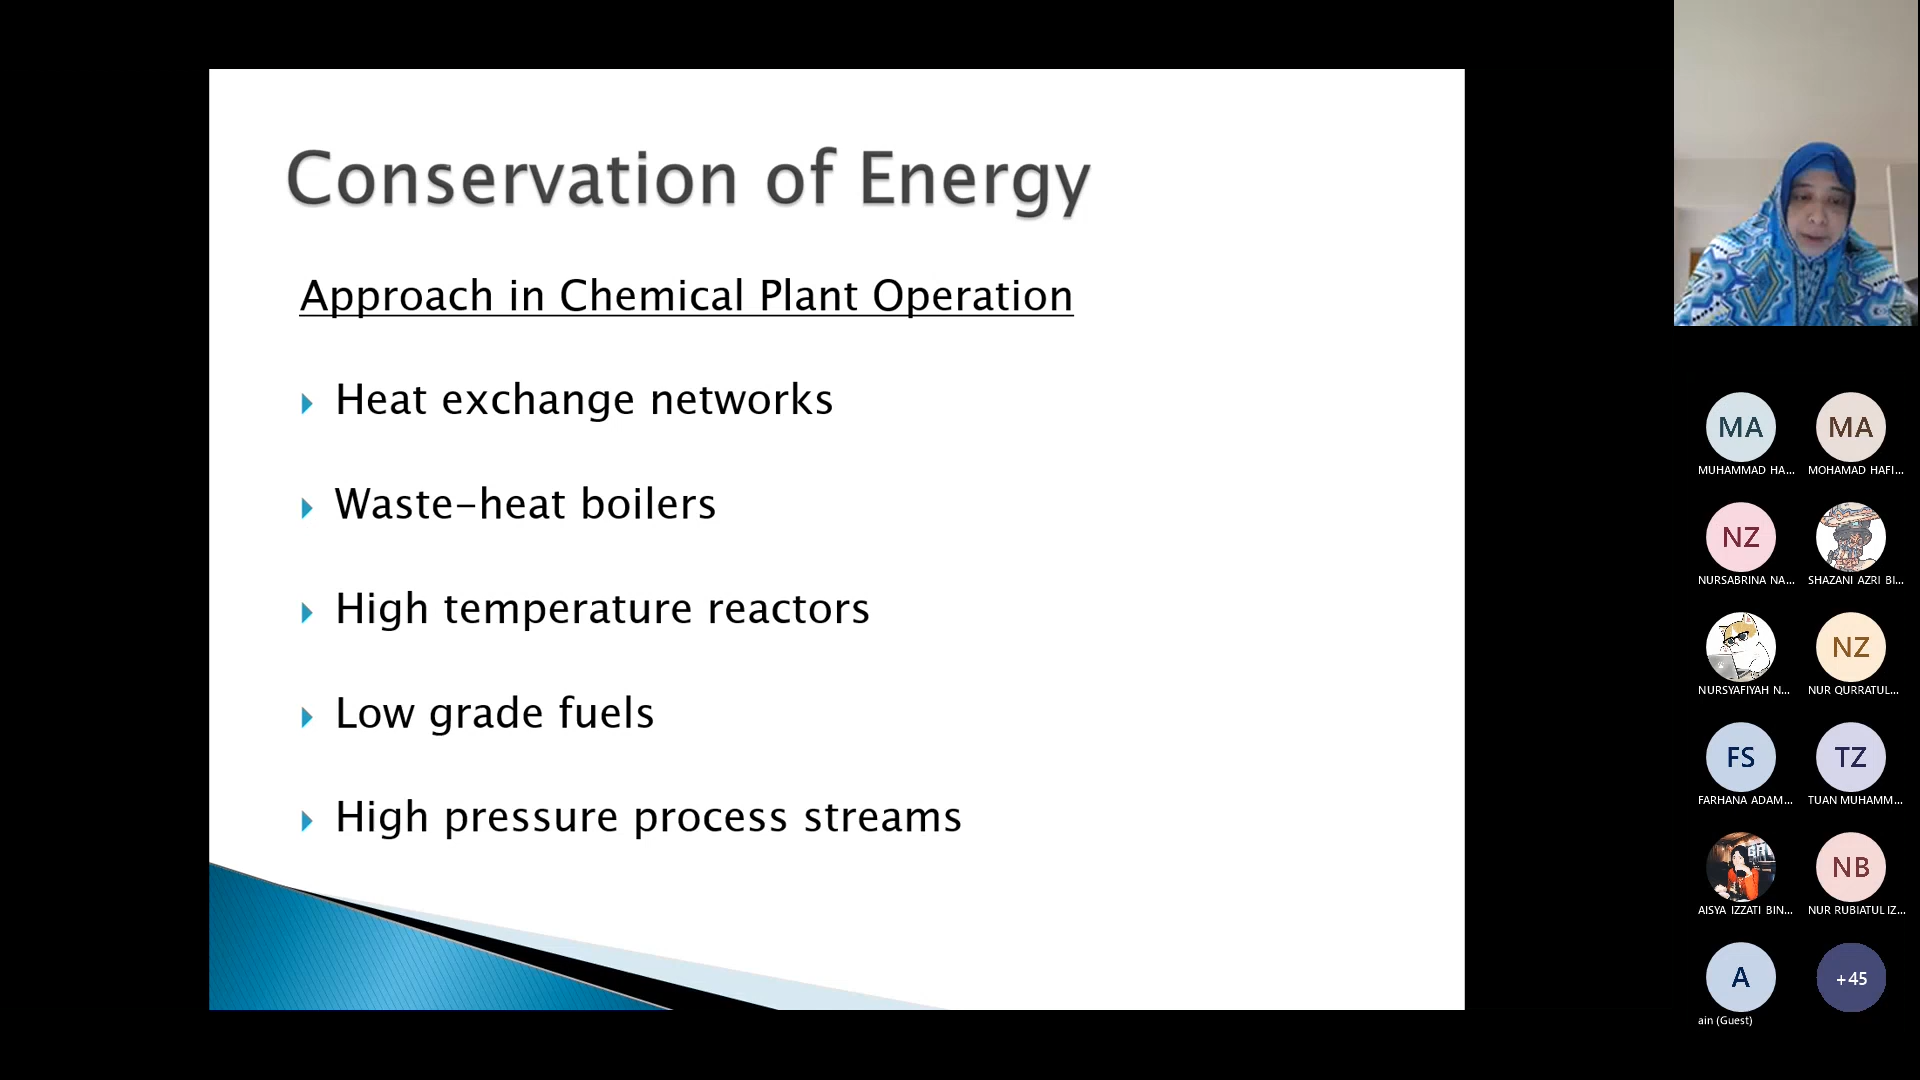 Conservation of Energy
Approach in Chemical Plant Operation
Heat exchange networks
Waste-heat boilers
High temperature reactors
Low grade fuels
High pressure process streams
MA
MUHAMMAD HA...
MA
MOHAMAD HAFI...
NZ
NURSABRINA NA...
SHAZANI AZRI BI...
NURSYAFIYAH N...
NZ
NUR QURRATUL...
FS
FARHANA ADAM...
TZ
TUAN MUHAMM...
AISYA IZZATI BIN...
NB
NUR RUBIATUL IZ...
A
ain (Guest)
+45